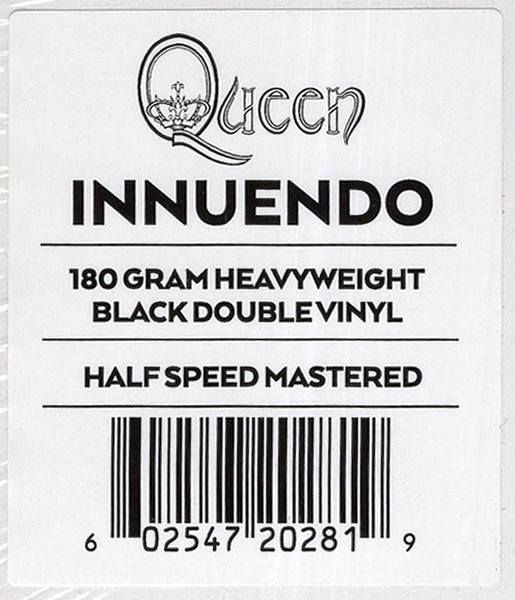 Queen
INNUENDO
180 GRAM HEAVYWEIGHT
BLACK DOUBLE VINYL
HALF SPEED MASTERED
6 02547 20281 9